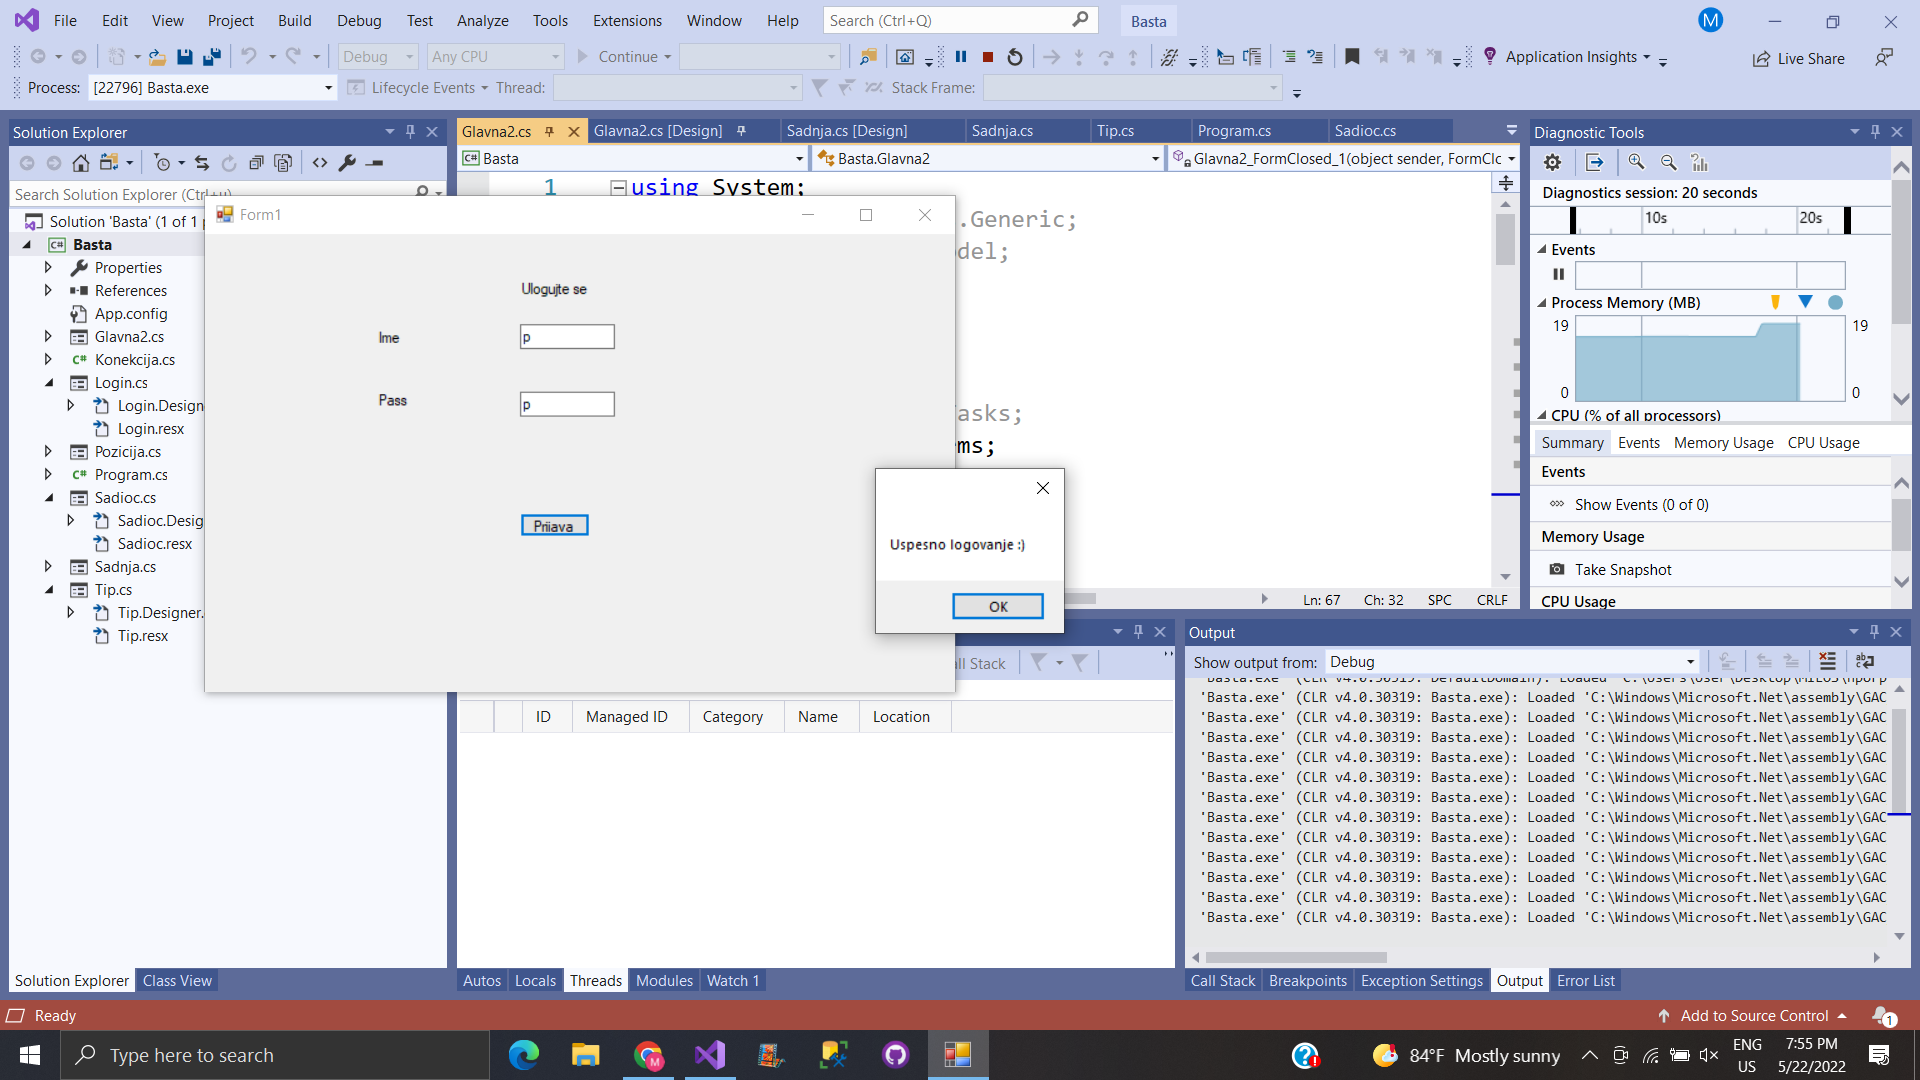 File Edit View Project Build Debug Test Analyze Tools Extensions Window Help Search (Ctrl+Q) Basta M
Debug Any CPU Continue Application Insights Live Share
Process: [22796] Basta.exe Lifecycle Events Thread: Stack Frame:
Solution Explorer
Search Solution Explorer (Ctrl+ü)
Solution 'Basta' (1 of 1
Basta
Properties
References
App.config
Glavna2.cs
Konekcija.cs
Login.cs
Login.Design
Login.resx
Pozicija.cs
Program.cs
Sadioc.cs
Sadioc.Desig
Sadioc.resx
Sadnja.cs
Tip.cs
Tip.Designer.
Tip.resx
Solution Explorer Class View
Glavna2.cs Glavna2.cs [Design] Sadnja.cs [Design] Sadnja.cs Tip.cs Program.cs Sadioc.cs
Basta Basta.Glavna2 Glavna2_FormClosed_1(object sender, FormClc
1 using System;
.Generic;
del;
asks;
ms;
Ln: 67 Ch: 32 SPC CRLF
Form1
Ulogujte se
Ime p
Pass p
Prijava
Uspesno logovanje :)
OK
all Stack
ID Managed ID Category Name Location
Autos Locals Threads Modules Watch 1
Diagnostic Tools
Diagnostics session: 20 seconds
10s 20s
Events
Process Memory (MB)
19 19
0 0
CPU (% of all processors)
Summary Events Memory Usage CPU Usage
Events
Show Events (0 of 0)
Memory Usage
Take Snapshot
CPU Usage
Output
Show output from: Debug
'Basta.exe' (CLR v4.0.30319: DefaultDomain): Loaded 'C:\Users\User\Desktop\MILOS\
'Basta.exe' (CLR v4.0.30319: Basta.exe): Loaded 'C:\Windows\Microsoft.Net\assembly\GAC
'Basta.exe' (CLR v4.0.30319: Basta.exe): Loaded 'C:\Windows\Microsoft.Net\assembly\GAC
'Basta.exe' (CLR v4.0.30319: Basta.exe): Loaded 'C:\Windows\Microsoft.Net\assembly\GAC
'Basta.exe' (CLR v4.0.30319: Basta.exe): Loaded 'C:\Windows\Microsoft.Net\assembly\GAC
'Basta.exe' (CLR v4.0.30319: Basta.exe): Loaded 'C:\Windows\Microsoft.Net\assembly\GAC
'Basta.exe' (CLR v4.0.30319: Basta.exe): Loaded 'C:\Windows\Microsoft.Net\assembly\GAC
'Basta.exe' (CLR v4.0.30319: Basta.exe): Loaded 'C:\Windows\Microsoft.Net\assembly\GAC
'Basta.exe' (CLR v4.0.30319: Basta.exe): Loaded 'C:\Windows\Microsoft.Net\assembly\GAC
'Basta.exe' (CLR v4.0.30319: Basta.exe): Loaded 'C:\Windows\Microsoft.Net\assembly\GAC
'Basta.exe' (CLR v4.0.30319: Basta.exe): Loaded 'C:\Windows\Microsoft.Net\assembly\GAC
'Basta.exe' (CLR v4.0.30319: Basta.exe): Loaded 'C:\Windows\Microsoft.Net\assembly\GAC
'Basta.exe' (CLR v4.0.30319: Basta.exe): Loaded 'C:\Windows\Microsoft.Net\assembly\GAC
Call Stack Breakpoints Exception Settings Output Error List
Ready Add to Source Control 1
Type here to search 84°F Mostly sunny ENG US 7:55 PM 5/22/2022